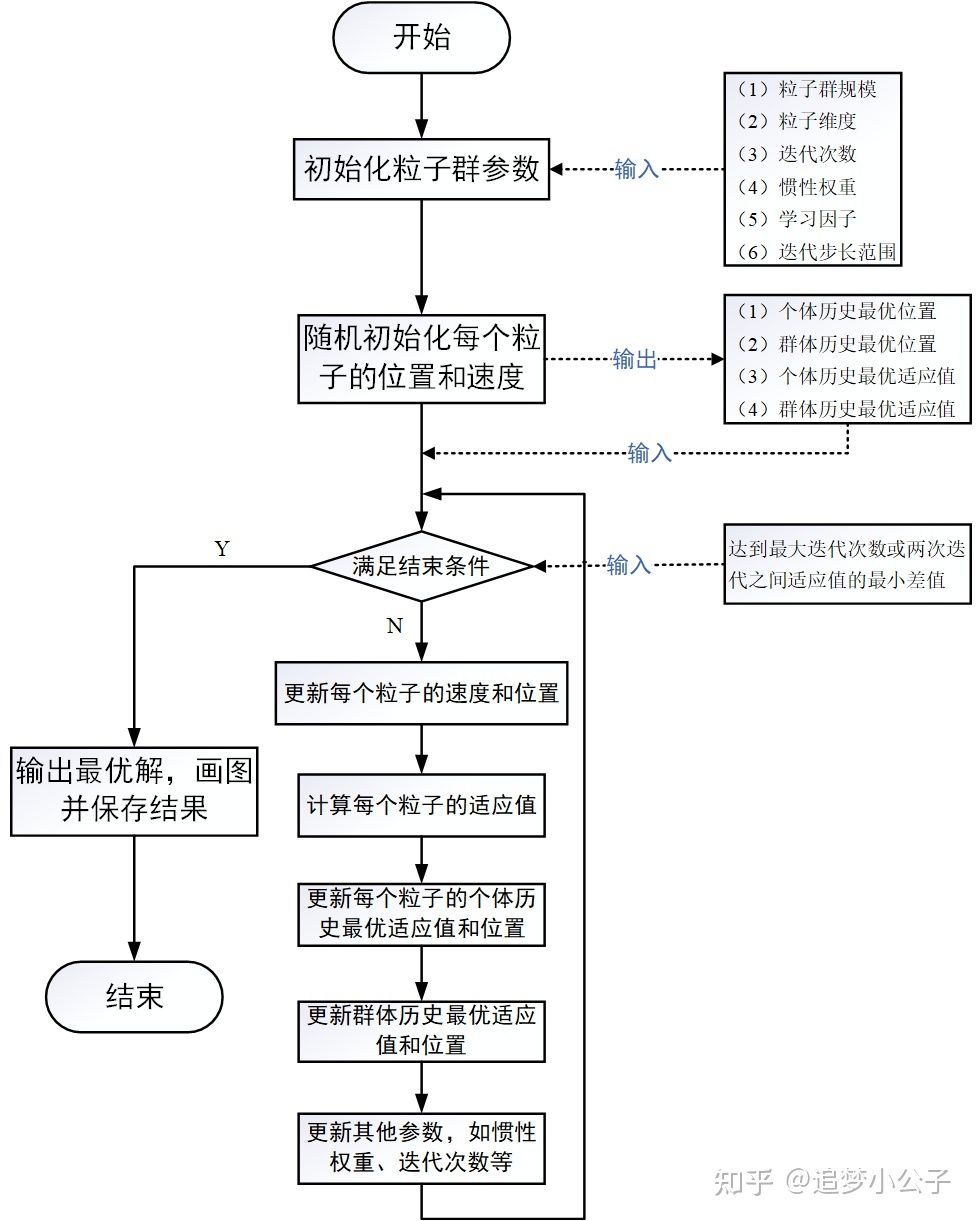 开始
初始化粒子群参数
输入
（1）粒子群规模
（2）粒子维度
（3）迭代次数
（4）惯性权重
（5）学习因子
（6）迭代步长范围
随机初始化每个粒
子的位置和速度
输出
（1）个体历史最优位置
（2）群体历史最优位置
（3）个体历史最优适应值
（4）群体历史最优适应值
输入
满足结束条件
输入
达到最大迭代次数或两次迭
代之间适应值的最小差值
Y
N
更新每个粒子的速度和位置
输出最优解，画图
并保存结果
计算每个粒子的适应值
更新每个粒子的个体历
史最优适应值和位置
结束
更新群体历史最优适应
值和位置
更新其他参数，如惯性
权重、迭代次数等
知乎 @追梦小公子